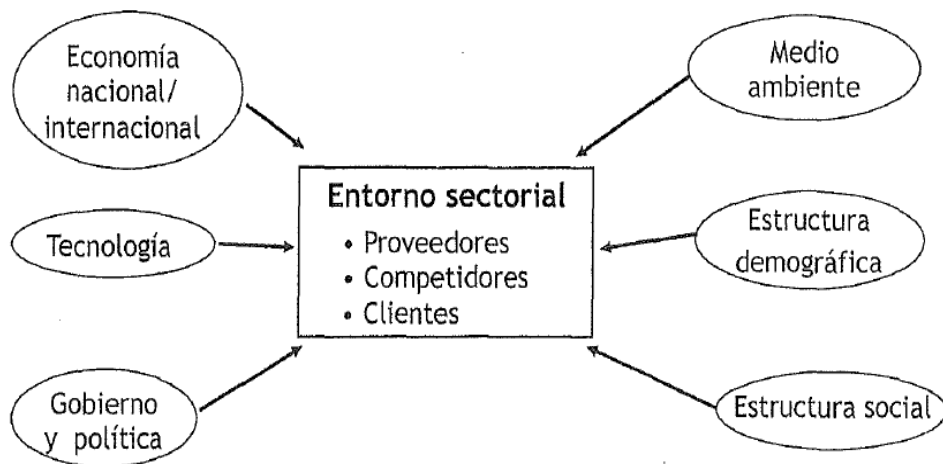 Economía
nacional/
internacional
Medio
ambiente
Entorno sectorial
• Proveedores
• Competidores
• Clientes
Tecnología
Estructura
demográfica
Gobierno
y política
Estructura social